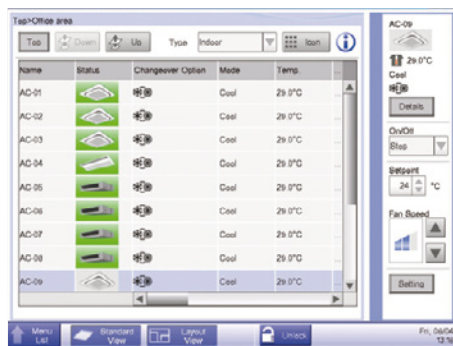 Top>Office area
Top Down Up Type Indoor Icon
Name Status Changeover Option Mode Temp. ...
AC-01 Cool 29.0°C ...
AC-02 Cool 29.0°C ...
AC-03 Cool 29.0°C ...
AC-04 Cool 29.0°C ...
AC-05 Cool 29.0°C ...
AC-06 Cool 29.0°C ...
AC-07 Cool 29.0°C ...
AC-08 Cool 29.0°C ...
AC-09 Cool 29.0°C ...
AC-09
29.0°C
Cool
Details
On/Off
Stop
Setpoint
24 °C
Fan Speed
Setting
Menu List
Standard View
Layout View
Unlock
Fri, 04/04